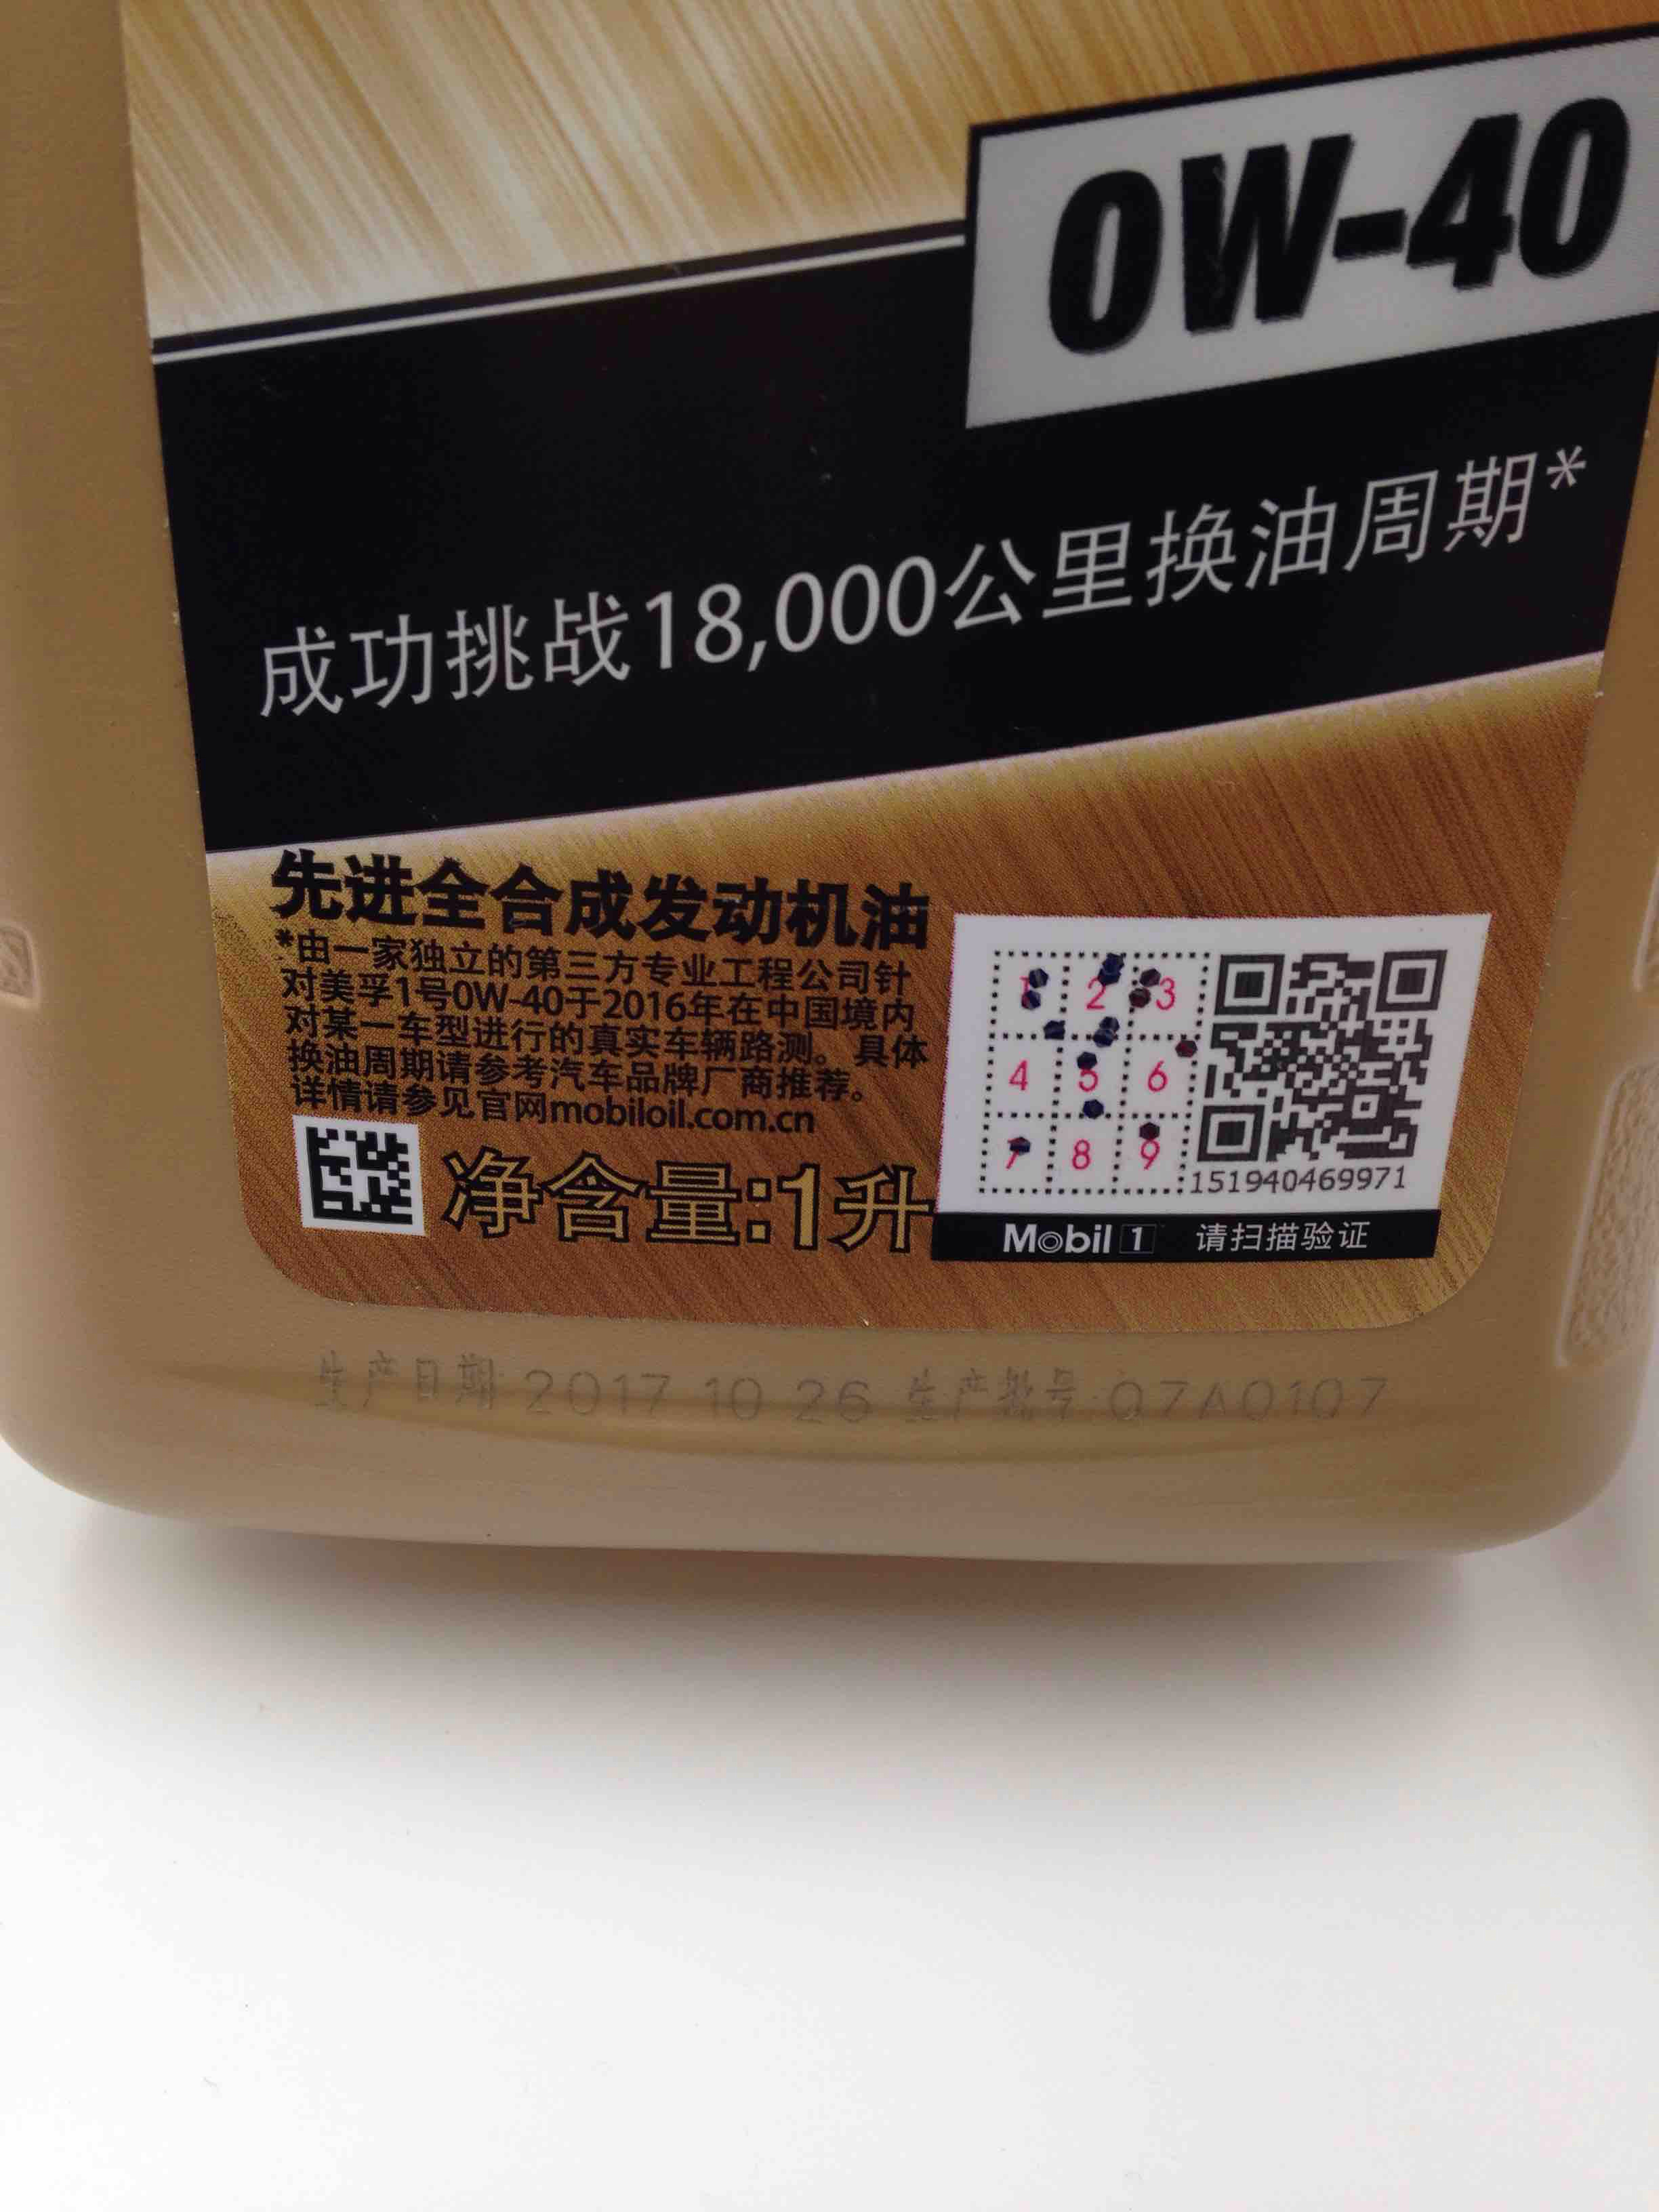 0W-40
成功挑战18,000公里换油周期*
先进全合成发动机油
*由一家独立的第三方专业工程公司针
对美孚1号0W-40于2016年在中国境内
对某一车型进行的真实车辆路测。具体
换油周期请参考汽车品牌厂商推荐。
详情请参见官网mobiloil.com.cn
净含量:1升
1 2 3
4 5 6
7 8 9
151940469971
Mobil 1 请扫描验证
生产日期 2017 10 26 生产批号 07A0107